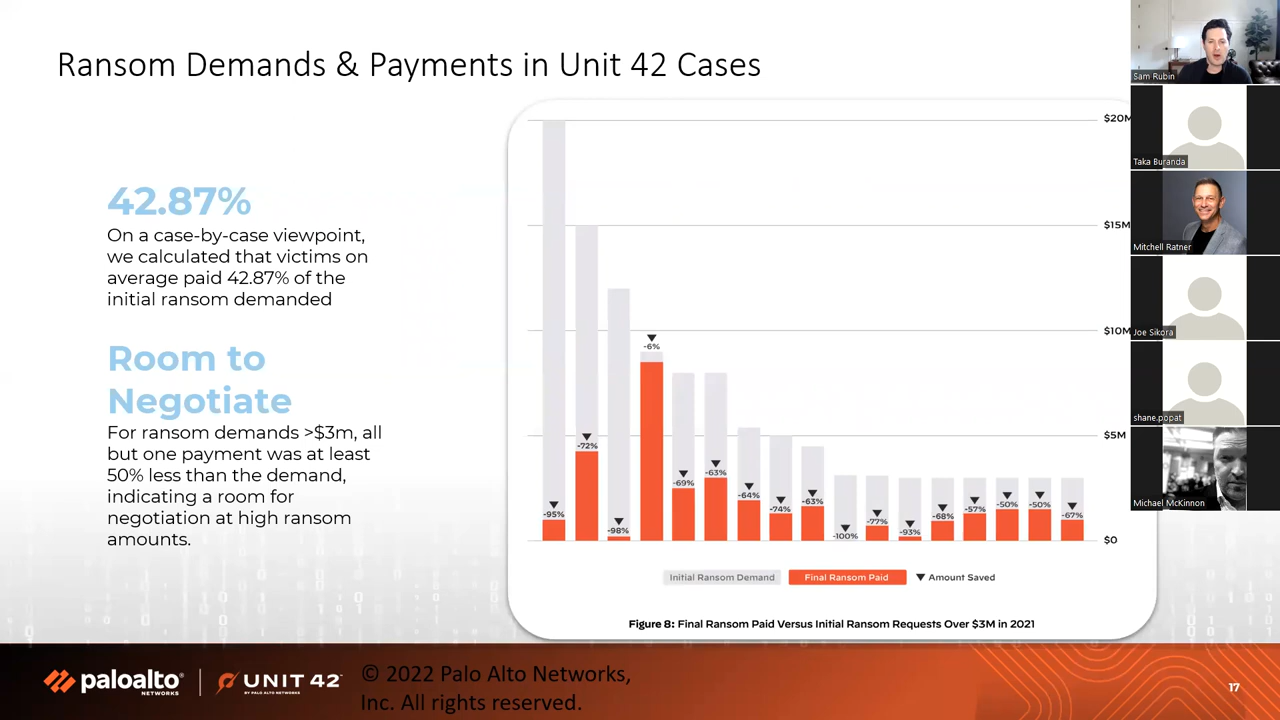 Ransom Demands & Payments in Unit 42 Cases
42.87%
On a case-by-case viewpoint,
we calculated that victims on
average paid 42.87% of the
initial ransom demanded
Room to
Negotiate
For ransom demands >$3m, all
but one payment was at least
50% less than the demand,
indicating a room for
negotiation at high ransom
amounts.
$20M
$15M
$10M
$5M
$0
-95%
-72%
-98%
-6%
-69%
-63%
-64%
-74%
-63%
-100%
-77%
-93%
-68%
-57%
-50%
-50%
-67%
Initial Ransom Demand
Final Ransom Paid
Amount Saved
Figure 8: Final Ransom Paid Versus Initial Ransom Requests Over $3M in 2021
Sam Rubin
Taka Buranda
Mitchell Ratner
Joe Sikora
shane.popat
Michael McKinnon
paloalto
NETWORKS
UNIT 42
BY PALO ALTO NETWORKS
© 2022 Palo Alto Networks,
Inc. All rights reserved.
17